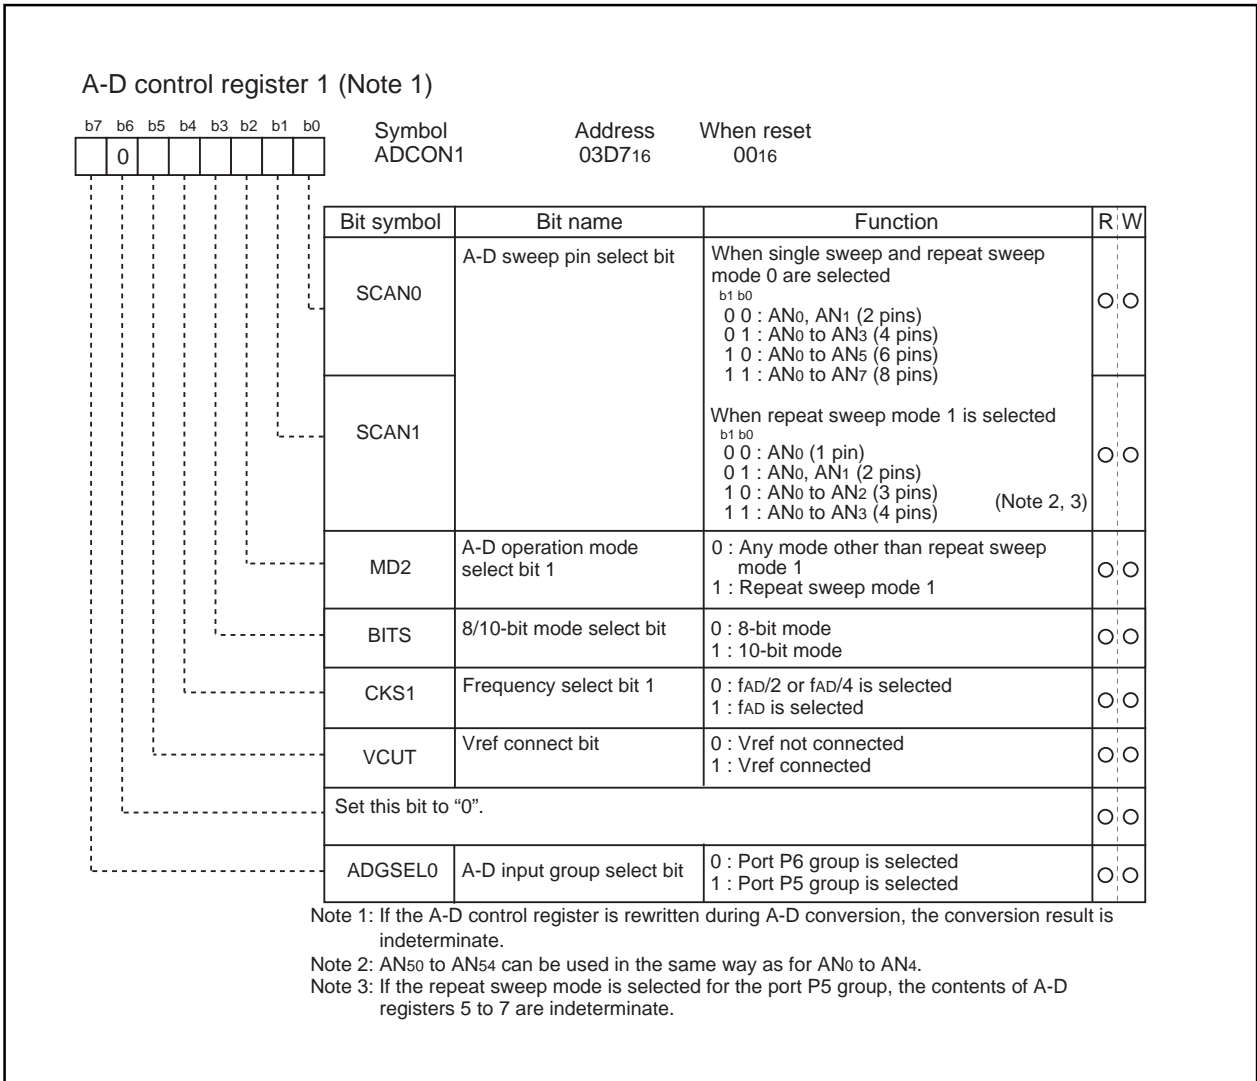 A-D control register 1 (Note 1)
b7 b6 b5 b4 b3 b2 b1 b0
0
Symbol Address When reset
ADCON1 03D716 0016
Bit symbol Bit name Function R W
SCAN0 A-D sweep pin select bit When single sweep and repeat sweep
mode 0 are selected
b1 b0
0 0 : AN0, AN1 (2 pins)
0 1 : AN0 to AN3 (4 pins)
1 0 : AN0 to AN5 (6 pins)
1 1 : AN0 to AN7 (8 pins)
SCAN1 When repeat sweep mode 1 is selected
b1 b0
0 0 : AN0 (1 pin)
0 1 : AN0, AN1 (2 pins)
1 0 : AN0 to AN2 (3 pins)
1 1 : AN0 to AN3 (4 pins) (Note 2, 3)
MD2 A-D operation mode
select bit 1
0 : Any mode other than repeat sweep
mode 1
1 : Repeat sweep mode 1
BITS 8/10-bit mode select bit 0 : 8-bit mode
1 : 10-bit mode
CKS1 Frequency select bit 1 0 : fAD/2 or fAD/4 is selected
1 : fAD is selected
VCUT Vref connect bit 0 : Vref not connected
1 : Vref connected
Set this bit to “0”.
ADGSEL0 A-D input group select bit 0 : Port P6 group is selected
1 : Port P5 group is selected
Note 1: If the A-D control register is rewritten during A-D conversion, the conversion result is
indeterminate.
Note 2: AN50 to AN54 can be used in the same way as for AN0 to AN4.
Note 3: If the repeat sweep mode is selected for the port P5 group, the contents of A-D
registers 5 to 7 are indeterminate.